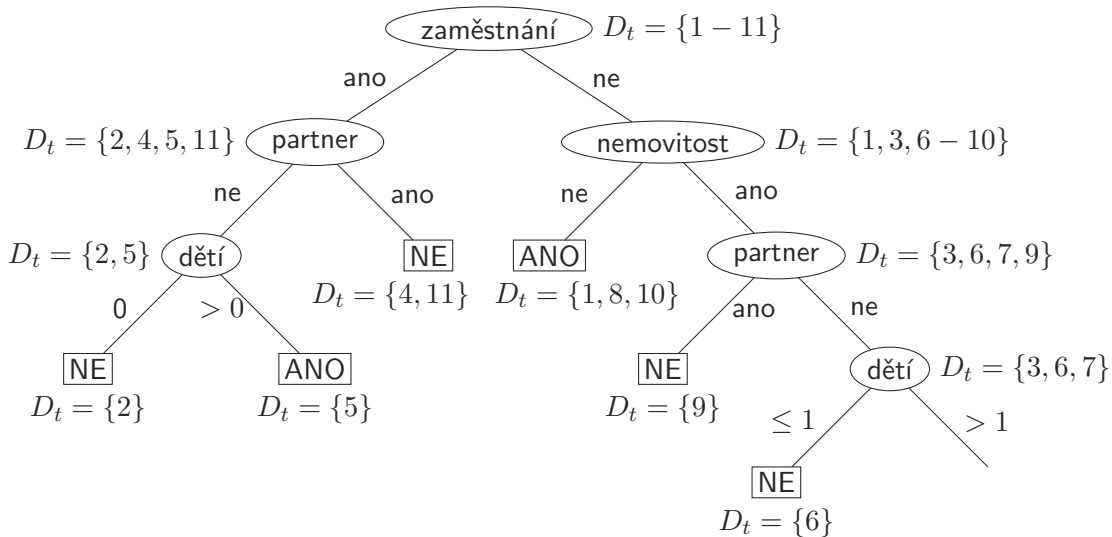 zaměstnání D_t = {1 − 11}
ano ne
D_t = {2, 4, 5, 11} partner nemovitost D_t = {1, 3, 6 − 10}
ne ano ne ano
D_t = {2, 5} dětí NE ANO partner D_t = {3, 6, 7, 9}
D_t = {4, 11} D_t = {1, 8, 10}
0 > 0 ano ne
NE ANO NE dětí D_t = {3, 6, 7}
D_t = {2} D_t = {5} D_t = {9}
≤ 1 > 1
NE
D_t = {6}